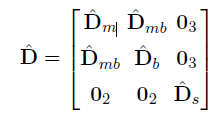 D̂ₘ D̂ₘb 0₃
D̂ = D̂ₘb D̂b 0₃
0₂ 0₂ D̂ₛ